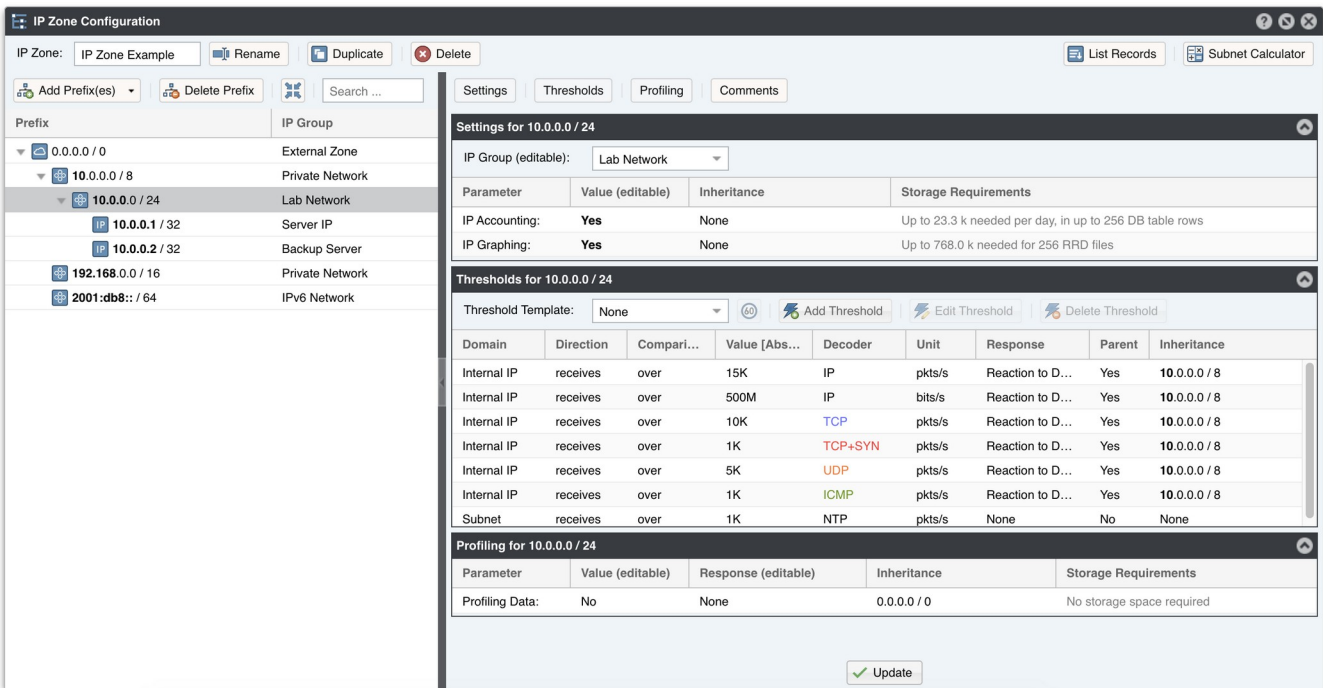 IP Zone Configuration
IP Zone: IP Zone Example Rename Duplicate Delete List Records Subnet Calculator
Add Prefix(es) Delete Prefix Search ...
Prefix IP Group
0.0.0.0 / 0 External Zone
10.0.0.0 / 8 Private Network
10.0.0.0 / 24 Lab Network
IP 10.0.0.1 / 32 Server IP
IP 10.0.0.2 / 32 Backup Server
192.168.0.0 / 16 Private Network
2001:db8:: / 64 IPv6 Network
Settings Thresholds Profiling Comments
Settings for 10.0.0.0 / 24
IP Group (editable): Lab Network
Parameter Value (editable) Inheritance Storage Requirements
IP Accounting: Yes None Up to 23.3 k needed per day, in up to 256 DB table rows
IP Graphing: Yes None Up to 768.0 k needed for 256 RRD files
Thresholds for 10.0.0.0 / 24
Threshold Template: None 60 Add Threshold Edit Threshold Delete Threshold
Domain Direction Compari... Value [Abs... Decoder Unit Response Parent Inheritance
Internal IP receives over 15K IP pkts/s Reaction to D... Yes 10.0.0.0 / 8
Internal IP receives over 500M IP bits/s Reaction to D... Yes 10.0.0.0 / 8
Internal IP receives over 10K TCP pkts/s Reaction to D... Yes 10.0.0.0 / 8
Internal IP receives over 1K TCP+SYN pkts/s Reaction to D... Yes 10.0.0.0 / 8
Internal IP receives over 5K UDP pkts/s Reaction to D... Yes 10.0.0.0 / 8
Internal IP receives over 1K ICMP pkts/s Reaction to D... Yes 10.0.0.0 / 8
Subnet receives over 1K NTP pkts/s None No None
Profiling for 10.0.0.0 / 24
Parameter Value (editable) Response (editable) Inheritance Storage Requirements
Profiling Data: No None 0.0.0.0 / 0 No storage space required
Update